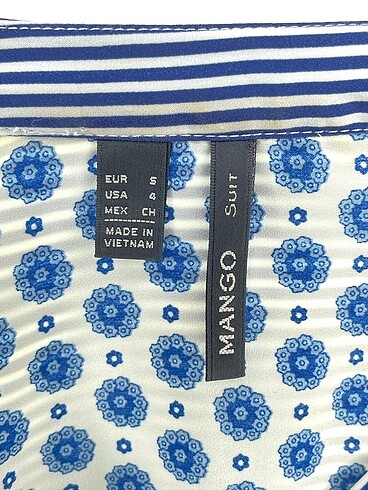 EUR S
USA 4
MEX CH
MADE IN
VIETNAM
MANGO SUIT